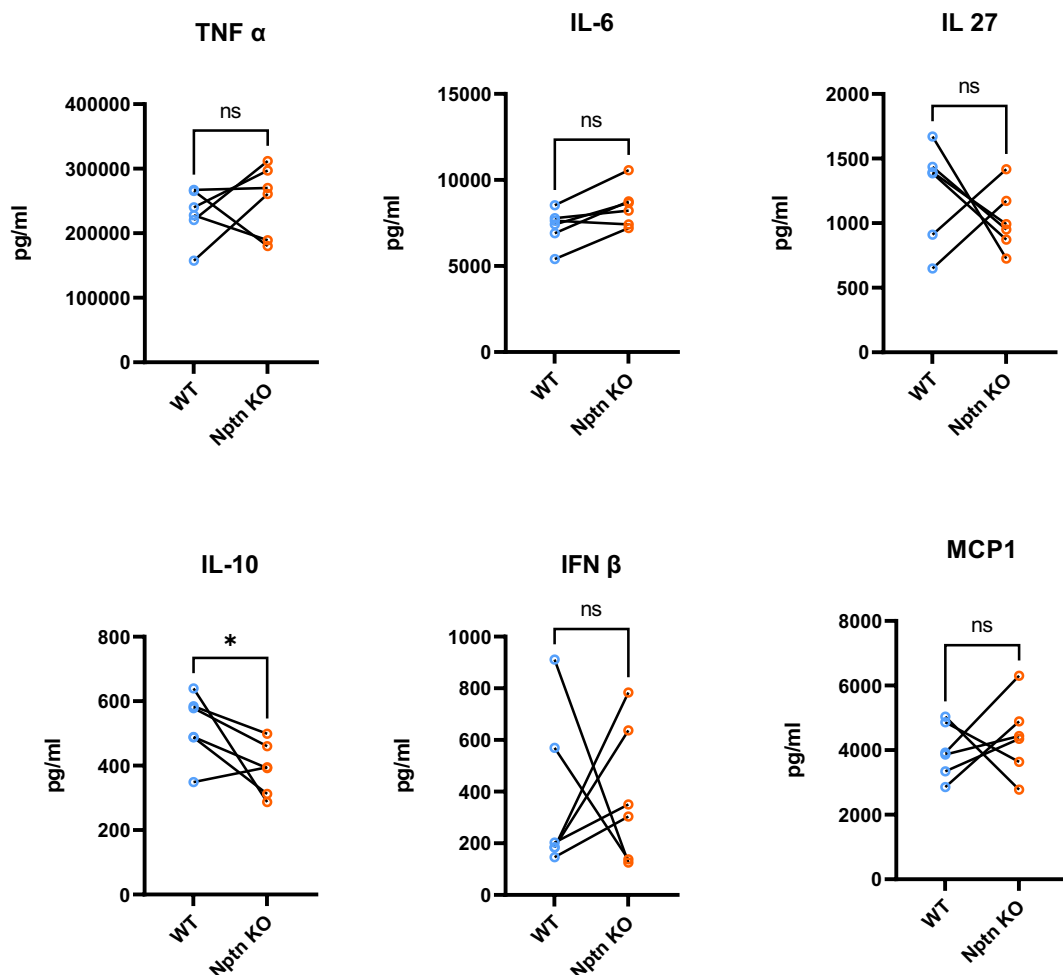 TNF α
ns
400000
300000
200000
100000
0
pg/ml
WT
Nptn KO
IL-6
ns
15000
10000
5000
0
pg/ml
WT
Nptn KO
IL 27
ns
2000
1500
1000
500
0
pg/ml
WT
Nptn KO
IL-10
*
800
600
400
200
0
pg/ml
WT
Nptn KO
IFN β
ns
1000
800
600
400
200
0
pg/ml
WT
Nptn KO
MCP1
ns
8000
6000
4000
2000
0
pg/ml
WT
Nptn KO